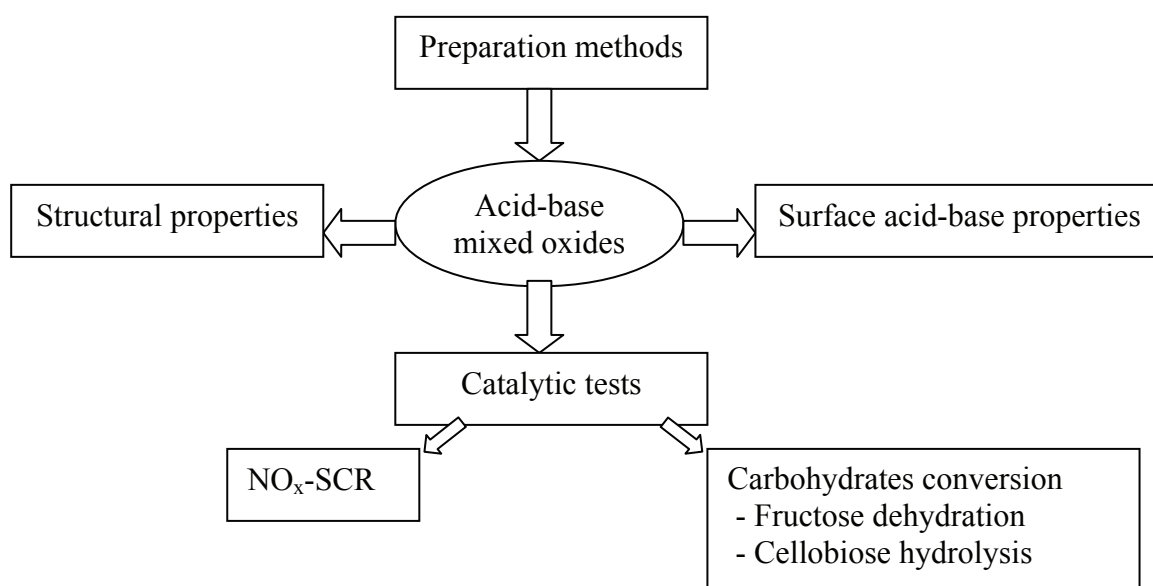 Preparation methods
Structural properties
Acid-base
mixed oxides
Surface acid-base properties
Catalytic tests
NOₓ-SCR
Carbohydrates conversion
- Fructose dehydration
- Cellobiose hydrolysis